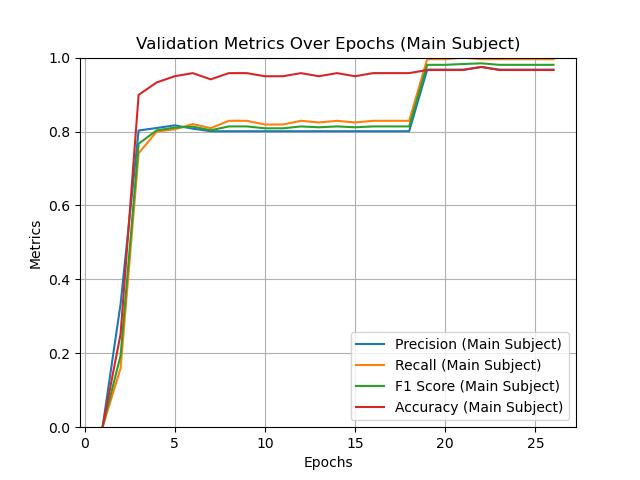 Validation Metrics Over Epochs (Main Subject)
1.0
0.8
0.6
0.4
0.2
0.0
Metrics
0
5
10
15
20
25
Epochs
Precision (Main Subject)
Recall (Main Subject)
F1 Score (Main Subject)
Accuracy (Main Subject)